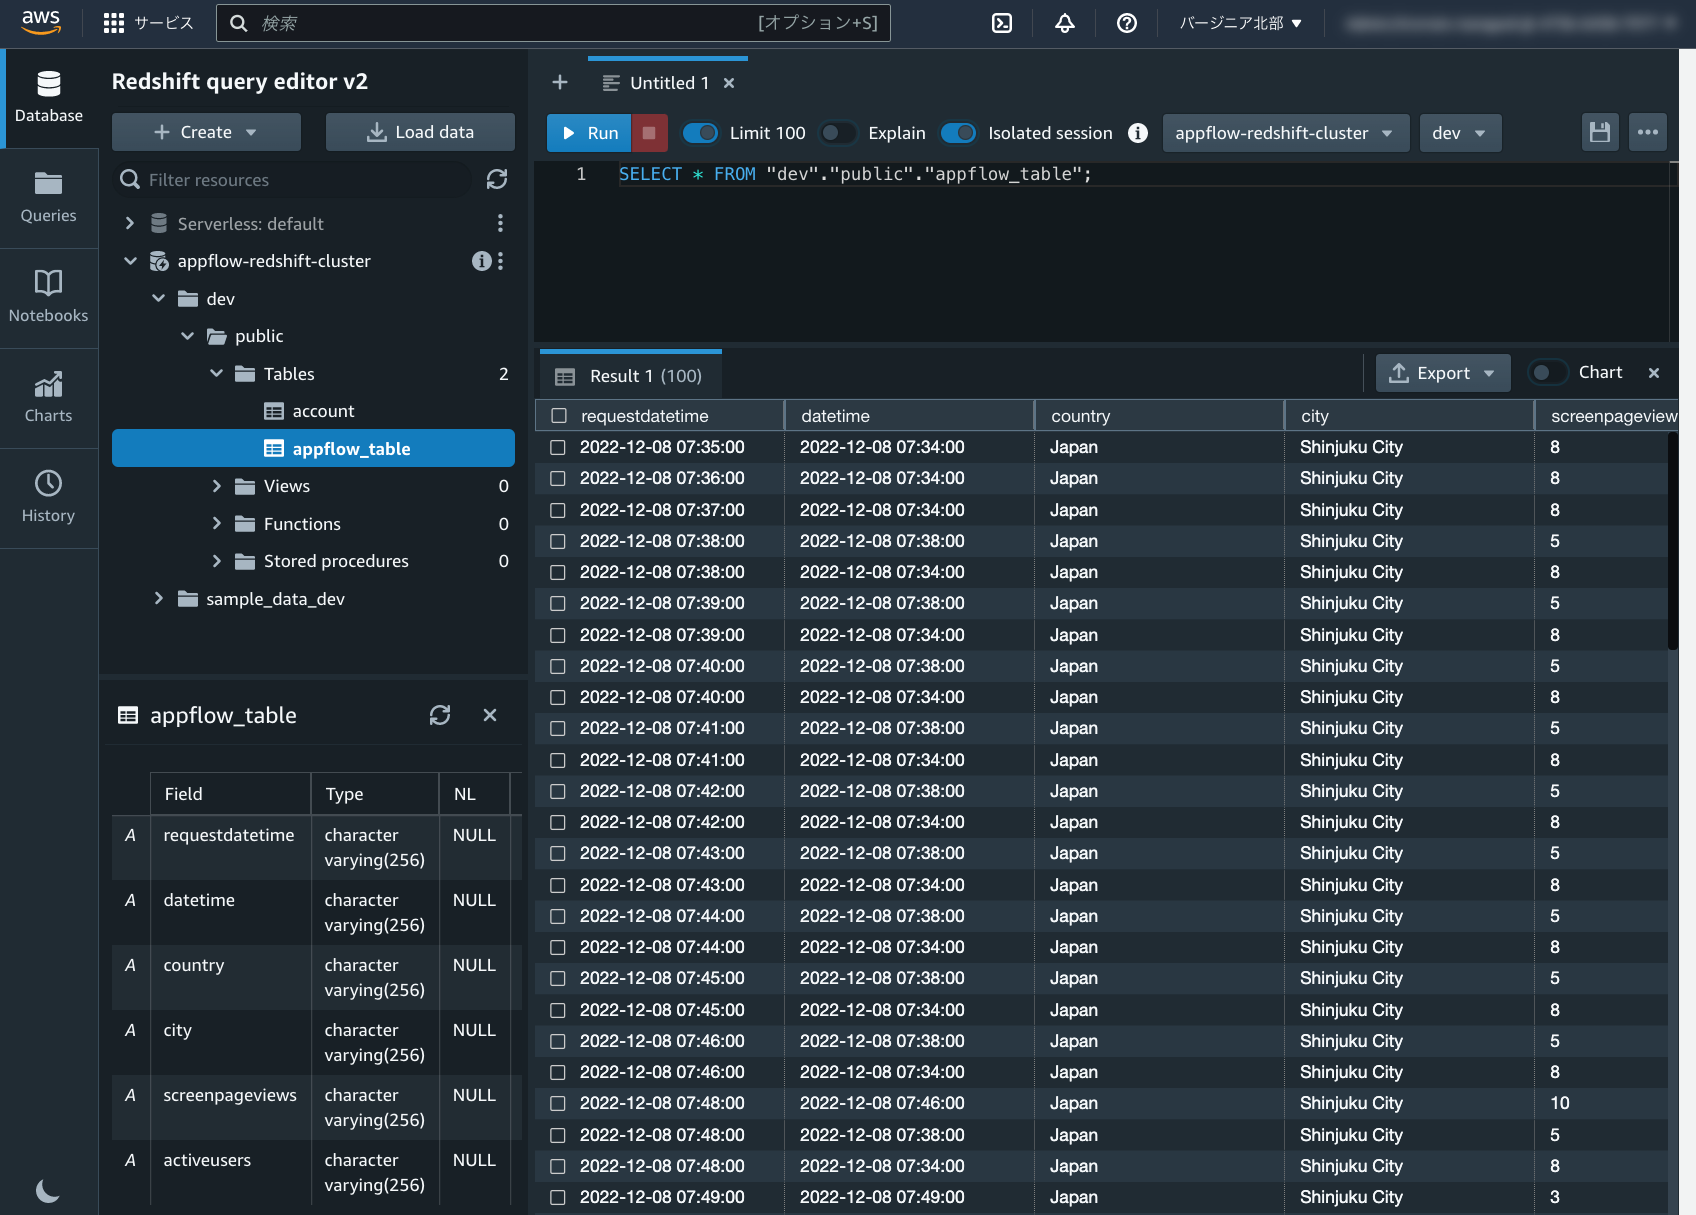 aws
サービス
検索
[オプション+S]
バージニア北部 ▼
Database
Queries
Notebooks
Charts
History
Redshift query editor v2
+ Create
Load data
Filter resources
Serverless: default
appflow-redshift-cluster
dev
public
Tables 2
account
appflow_table
Views 0
Functions 0
Stored procedures 0
sample_data_dev
appflow_table
Field Type NL
A requestdatetime character varying(256) NULL
A datetime character varying(256) NULL
A country character varying(256) NULL
A city character varying(256) NULL
A screenpageviews character varying(256) NULL
A activeusers character varying(256) NULL
+ Untitled 1
Run Limit 100 Explain Isolated session appflow-redshift-cluster dev
1 SELECT * FROM "dev"."public"."appflow_table";
Result 1 (100)
Export Chart
requestdatetime datetime country city screenpageview
2022-12-08 07:35:00 2022-12-08 07:34:00 Japan Shinjuku City 8
2022-12-08 07:36:00 2022-12-08 07:34:00 Japan Shinjuku City 8
2022-12-08 07:37:00 2022-12-08 07:34:00 Japan Shinjuku City 8
2022-12-08 07:38:00 2022-12-08 07:38:00 Japan Shinjuku City 5
2022-12-08 07:38:00 2022-12-08 07:34:00 Japan Shinjuku City 8
2022-12-08 07:39:00 2022-12-08 07:38:00 Japan Shinjuku City 5
2022-12-08 07:39:00 2022-12-08 07:34:00 Japan Shinjuku City 8
2022-12-08 07:40:00 2022-12-08 07:38:00 Japan Shinjuku City 5
2022-12-08 07:40:00 2022-12-08 07:34:00 Japan Shinjuku City 8
2022-12-08 07:41:00 2022-12-08 07:38:00 Japan Shinjuku City 5
2022-12-08 07:41:00 2022-12-08 07:34:00 Japan Shinjuku City 8
2022-12-08 07:42:00 2022-12-08 07:38:00 Japan Shinjuku City 5
2022-12-08 07:42:00 2022-12-08 07:34:00 Japan Shinjuku City 8
2022-12-08 07:43:00 2022-12-08 07:38:00 Japan Shinjuku City 5
2022-12-08 07:43:00 2022-12-08 07:34:00 Japan Shinjuku City 8
2022-12-08 07:44:00 2022-12-08 07:38:00 Japan Shinjuku City 5
2022-12-08 07:44:00 2022-12-08 07:34:00 Japan Shinjuku City 8
2022-12-08 07:45:00 2022-12-08 07:38:00 Japan Shinjuku City 5
2022-12-08 07:45:00 2022-12-08 07:34:00 Japan Shinjuku City 8
2022-12-08 07:46:00 2022-12-08 07:38:00 Japan Shinjuku City 5
2022-12-08 07:46:00 2022-12-08 07:34:00 Japan Shinjuku City 8
2022-12-08 07:48:00 2022-12-08 07:46:00 Japan Shinjuku City 10
2022-12-08 07:48:00 2022-12-08 07:38:00 Japan Shinjuku City 5
2022-12-08 07:48:00 2022-12-08 07:34:00 Japan Shinjuku City 8
2022-12-08 07:49:00 2022-12-08 07:49:00 Japan Shinjuku City 3